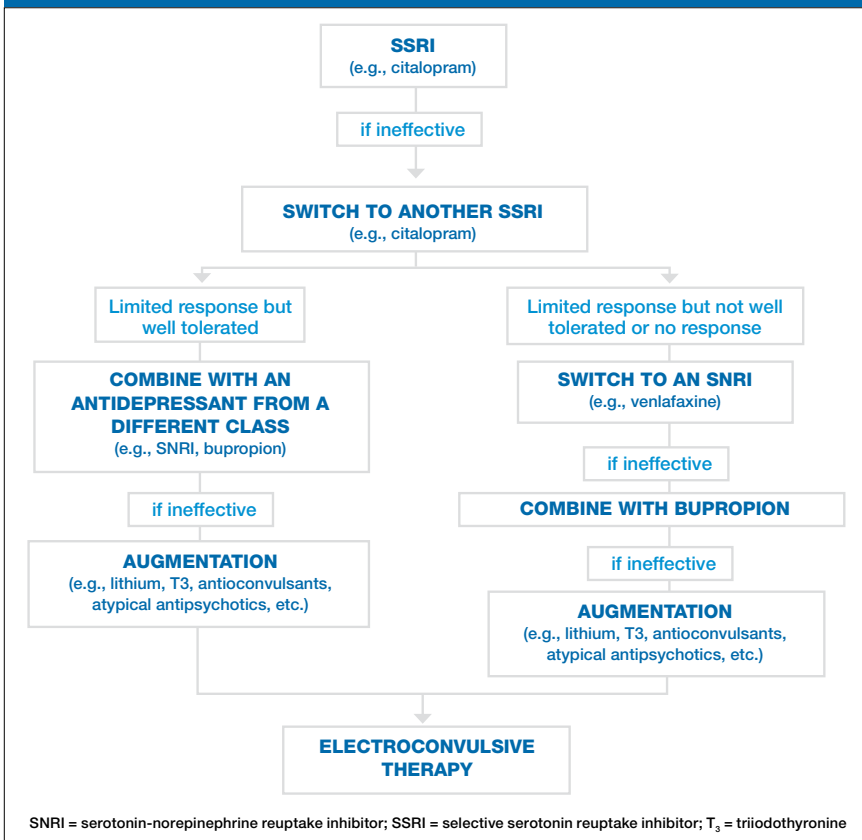 SSRI
(e.g., citalopram)
if ineffective
SWITCH TO ANOTHER SSRI
(e.g., citalopram)
Limited response but
well tolerated
COMBINE WITH AN
ANTIDEPRESSANT FROM A
DIFFERENT CLASS
(e.g., SNRI, bupropion)
if ineffective
AUGMENTATION
(e.g., lithium, T3, antioconvulsants,
atypical antipsychotics, etc.)
Limited response but not well
tolerated or no response
SWITCH TO AN SNRI
(e.g., venlafaxine)
if ineffective
COMBINE WITH BUPROPION
if ineffective
AUGMENTATION
(e.g., lithium, T3, antioconvulsants,
atypical antipsychotics, etc.)
ELECTROCONVULSIVE
THERAPY
SNRI = serotonin-norepinephrine reuptake inhibitor; SSRI = selective serotonin reuptake inhibitor; T₃ = triiodothyronine